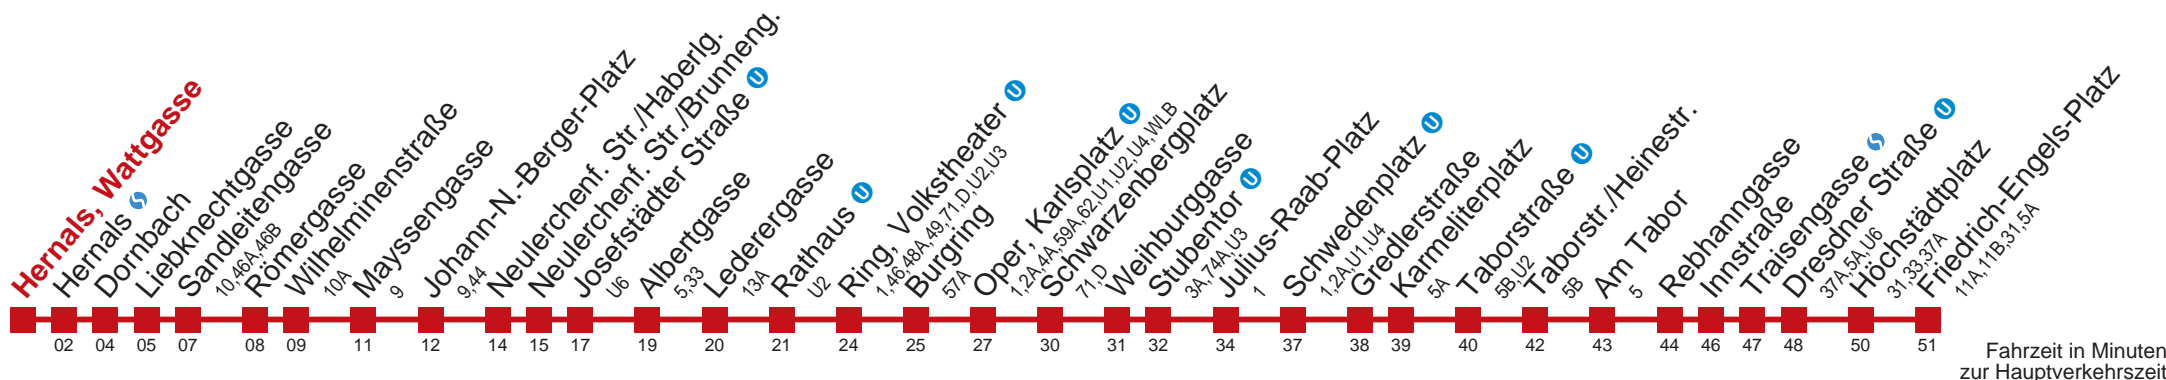 Hernals, Wattgasse
Hernals
Dornbach
Liebknechtgasse
Sandleitengasse
10,46A,46B
Römergasse
Wilhelminenstraße
10A
Mayssengasse
9
Johann-N.-Berger-Platz
9,44
Neulerchenf. Str./Haberlg.
Neulerchenf. Str./Brunneng.
Josefstädter Straße U
U6
Albertgasse
5,33
Lederergasse
13A
Rathaus U
U2
Ring, Volkstheater U
1,46,48A,49,71,D,U2,U3
Burgring
57A
Oper, Karlsplatz U
1,2A,4A,59A,62,U1,U2,U4,WLB
Schwarzenbergplatz
71,D
Weihburggasse
Stubentor U
3A,74A,U3
Julius-Raab-Platz
1
Schwedenplatz U
1,2A,U1,U4
Gredlerstraße
Karmeliterplatz
5A
Taborstraße U
5B,U2
Taborstr./Heinestr.
5B
Am Tabor
5
Rebhanngasse
Innstraße
Traisengasse
Dresdner Straße U
37A,5A,U6
Höchstädtplatz
31,33,37A
Friedrich-Engels-Platz
11A,11B,31,5A
02 04 05 07 08 09 11 12 14 15 17 19 20 21 24 25 27 30 31 32 34 37 38 39 40 42 43 44 46 47 48 50 51
Fahrzeit in Minuten
zur Hauptverkehrszeit